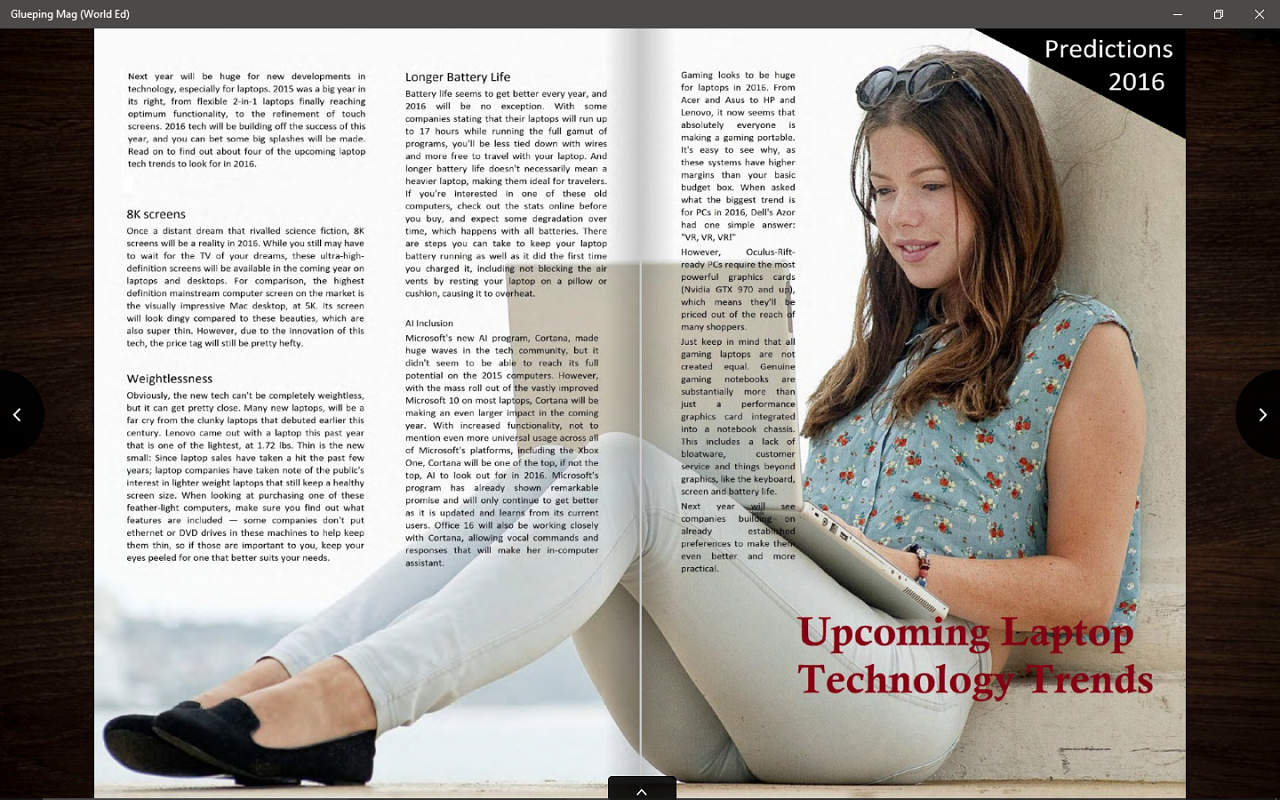 Glueping Mag (World Ed)
Next year will be huge for new developments in
technology, especially for laptops. 2015 was a big year in
its right, from flexible 2-in-1 laptops finally reaching
optimum functionality, to the refinement of touch
screens. 2016 tech will be building off the success of this
year, and you can bet some big splashes will be made.
Read on to find out about four of the upcoming laptop
tech trends to look for in 2016.
8K screens
Once a distant dream that rivalled science fiction, 8K
screens will be a reality in 2016. While you still may have
to wait for the TV of your dreams, these ultra-high-
definition screens will be available in the coming year on
laptops and desktops. For comparison, the highest
definition mainstream computer screen on the market is
the visually impressive Mac desktop, at 5K. Its screen
will look dingy compared to these beauties, which are
also super thin. However, due to the innovation of this
tech, the price tag will still be pretty hefty.
Weightlessness
Obviously, the new tech can't be completely weightless,
but it can get pretty close. Many new laptops, will be a
far cry from the clunky laptops that debuted earlier this
century. Lenovo came out with a laptop this past year
that is one of the lightest, at 1.72 lbs. Thin is the new
small: Since laptop sales have taken a hit the past few
years; laptop companies have taken note of the public's
interest in lighter weight laptops that still keep a healthy
screen size. When looking at purchasing one of these
feather-light computers, make sure you find out what
features are included — some companies don't put
ethernet or DVD drives in these machines to help keep
them thin, so if those are important to you, keep your
eyes peeled for one that better suits your needs.
Longer Battery Life
Battery life seems to get better every year, and
2016 will be no exception. With some
companies stating that their laptops will run up
to 17 hours while running the full gamut of
programs, you'll be less tied down with wires
and more free to travel with your laptop. And
longer battery life doesn't necessarily mean a
heavier laptop, making them ideal for travelers.
If you're interested in one of these old
computers, check out the stats online before
you buy, and expect some degradation over
time, which happens with all batteries. There
are steps you can take to keep your laptop
battery running as well as it did the first time
you charged it, including not blocking the air
vents by resting your laptop on a pillow or
cushion, causing it to overheat.
AI Inclusion
Microsoft's new AI program, Cortana, made
huge waves in the tech community, but it
didn't seem to be able to reach its full
potential on the 2015 computers. However,
with the mass roll out of the vastly improved
Microsoft 10 on most laptops, Cortana will be
making an even larger impact in the coming
year. With increased functionality, not to
mention even more universal usage across all
of Microsoft's platforms, including the Xbox
One, Cortana will be one of the top, if not the
top, AI to look out for in 2016. Microsoft's
program has already shown remarkable
promise and will only continue to get better
as it is updated and learns from its current
users. Office 16 will also be working closely
with Cortana, allowing vocal commands and
responses that will make her in-computer
assistant.
Gaming looks to be huge
for laptops in 2016. From
Acer and Asus to HP and
Lenovo, it now seems that
absolutely everyone is
making a gaming portable.
It's easy to see why, as
these systems have higher
margins than your basic
budget box. When asked
what the biggest trend is
for PCs in 2016, Dell's Azor
had one simple answer:
"VR, VR, VR!"
However, Oculus-Rift-
ready PCs require the most
powerful graphics cards
(Nvidia GTX 970 and up),
which means they'll be
priced out of the reach of
many shoppers.
Just keep in mind that all
gaming laptops are not
created equal. Genuine
gaming notebooks are
substantially more than
just a performance
graphics card integrated
into a notebook chassis.
This includes a lack of
bloatware, customer
service and things beyond
graphics, like the keyboard,
screen and battery life.
Next year will see
companies building on
already established
preferences to make them
even better and more
practical.
Predictions
2016
Upcoming Laptop
Technology Trends